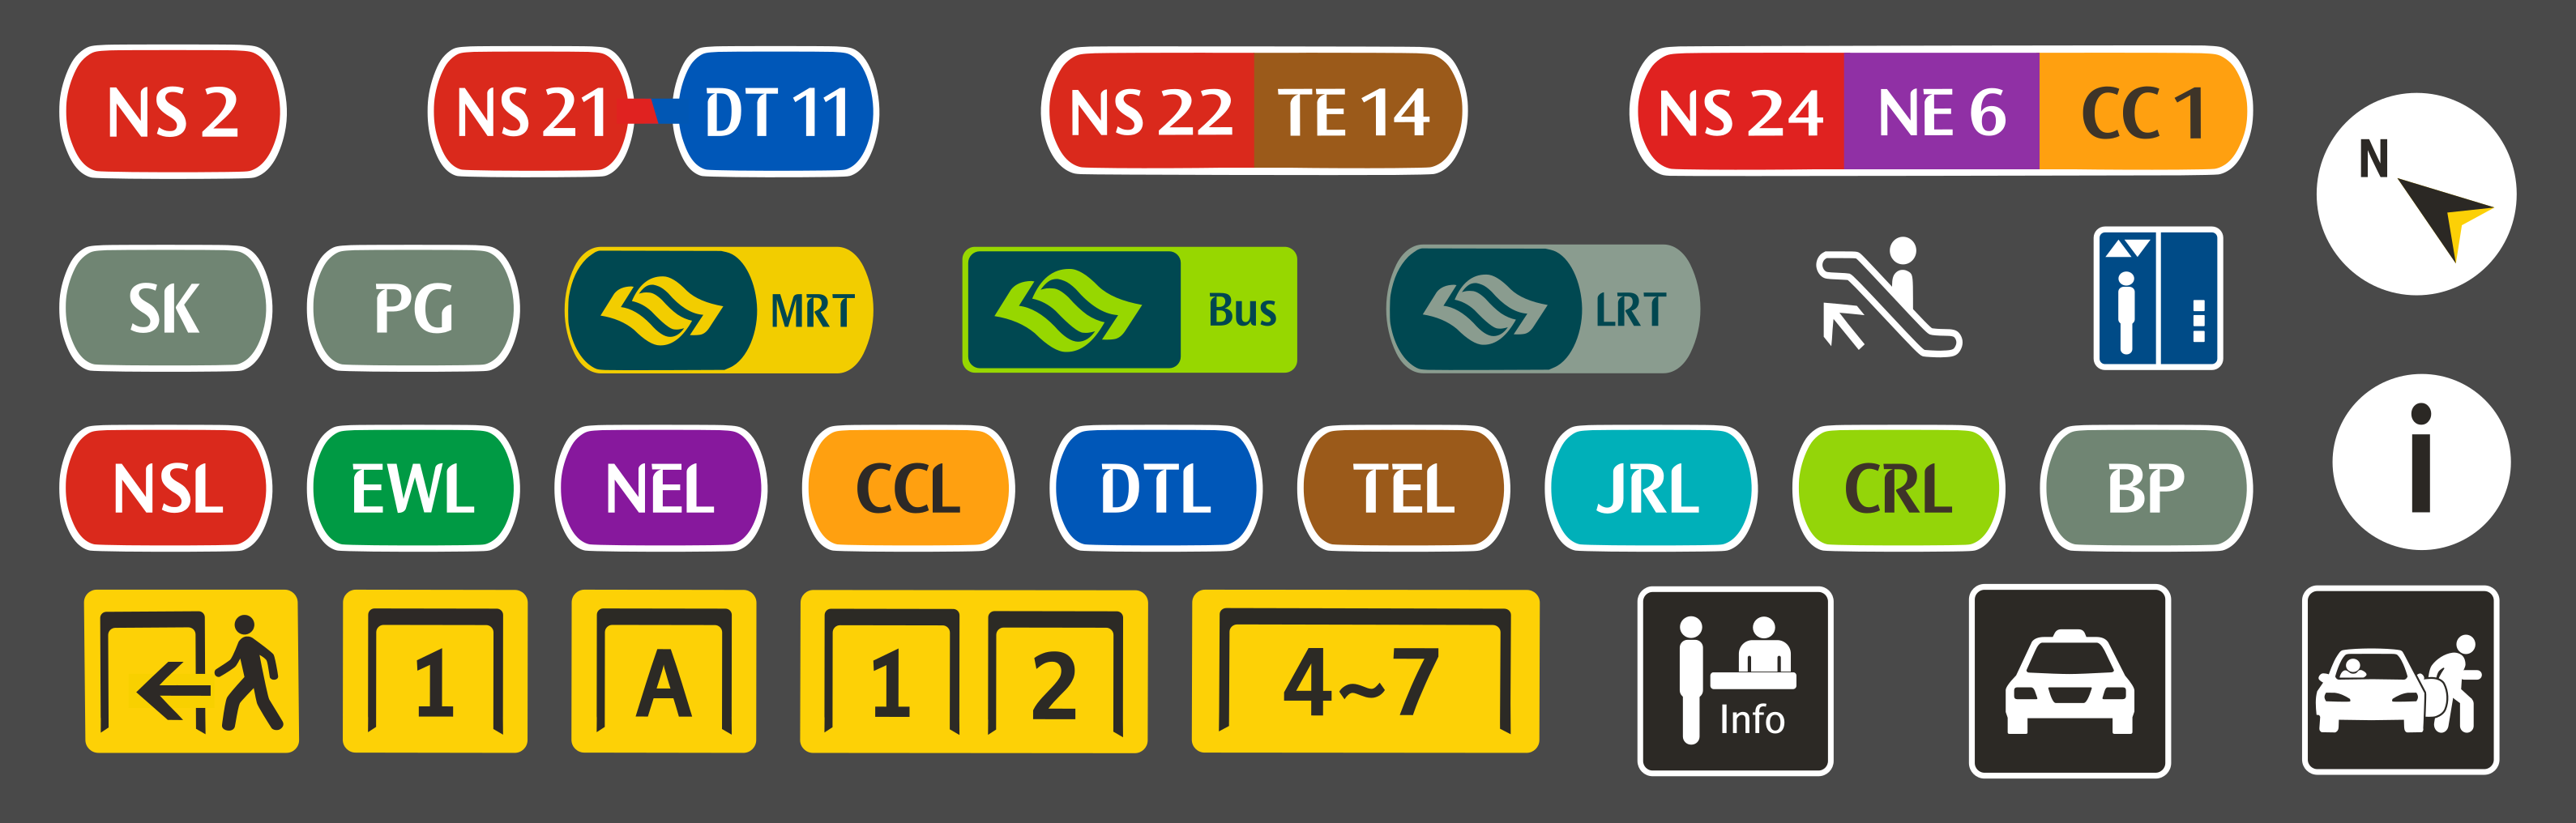 NS 2
NS 21 DT 11
NS 22 TE 14
NS 24 NE 6 CC 1
N
SK
PG
MRT
Bus
LRT
i
NSL
EWL
NEL
CCL
DTL
TEL
JRL
CRL
BP
1
A
1 2
4~7
Info